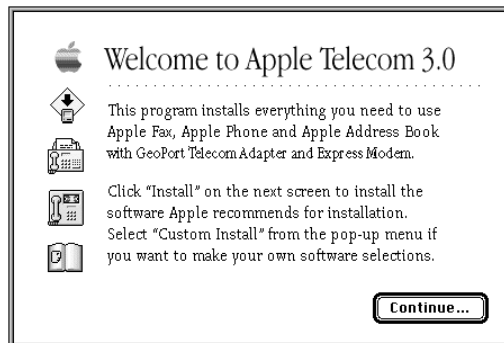 Welcome to Apple Telecom 3.0
This program installs everything you need to use
Apple Fax, Apple Phone and Apple Address Book
with GeoPort Telecom Adapter and Express Modem.
Click “Install” on the next screen to install the
software Apple recommends for installation.
Select “Custom Install” from the pop-up menu if
you want to make your own software selections.
Continue...